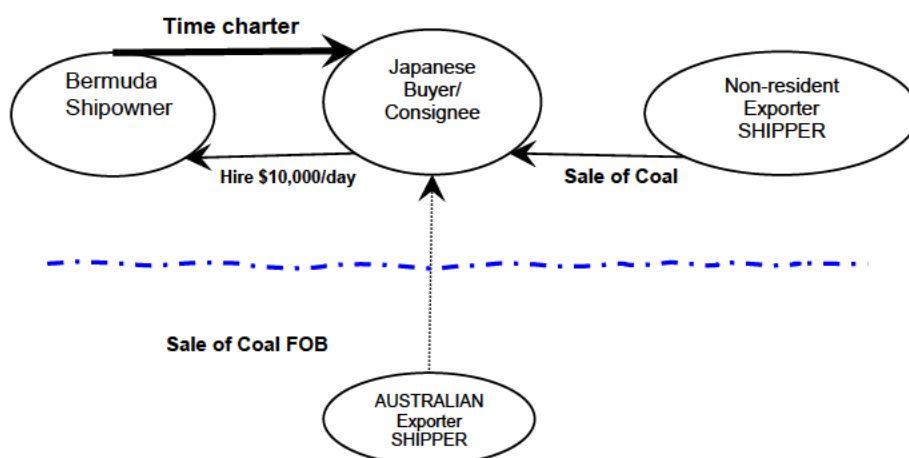 Time charter
Bermuda
Shipowner
Japanese
Buyer/
Consignee
Non-resident
Exporter
SHIPPER
Hire $10,000/day
Sale of Coal
Sale of Coal FOB
AUSTRALIAN
Exporter
SHIPPER